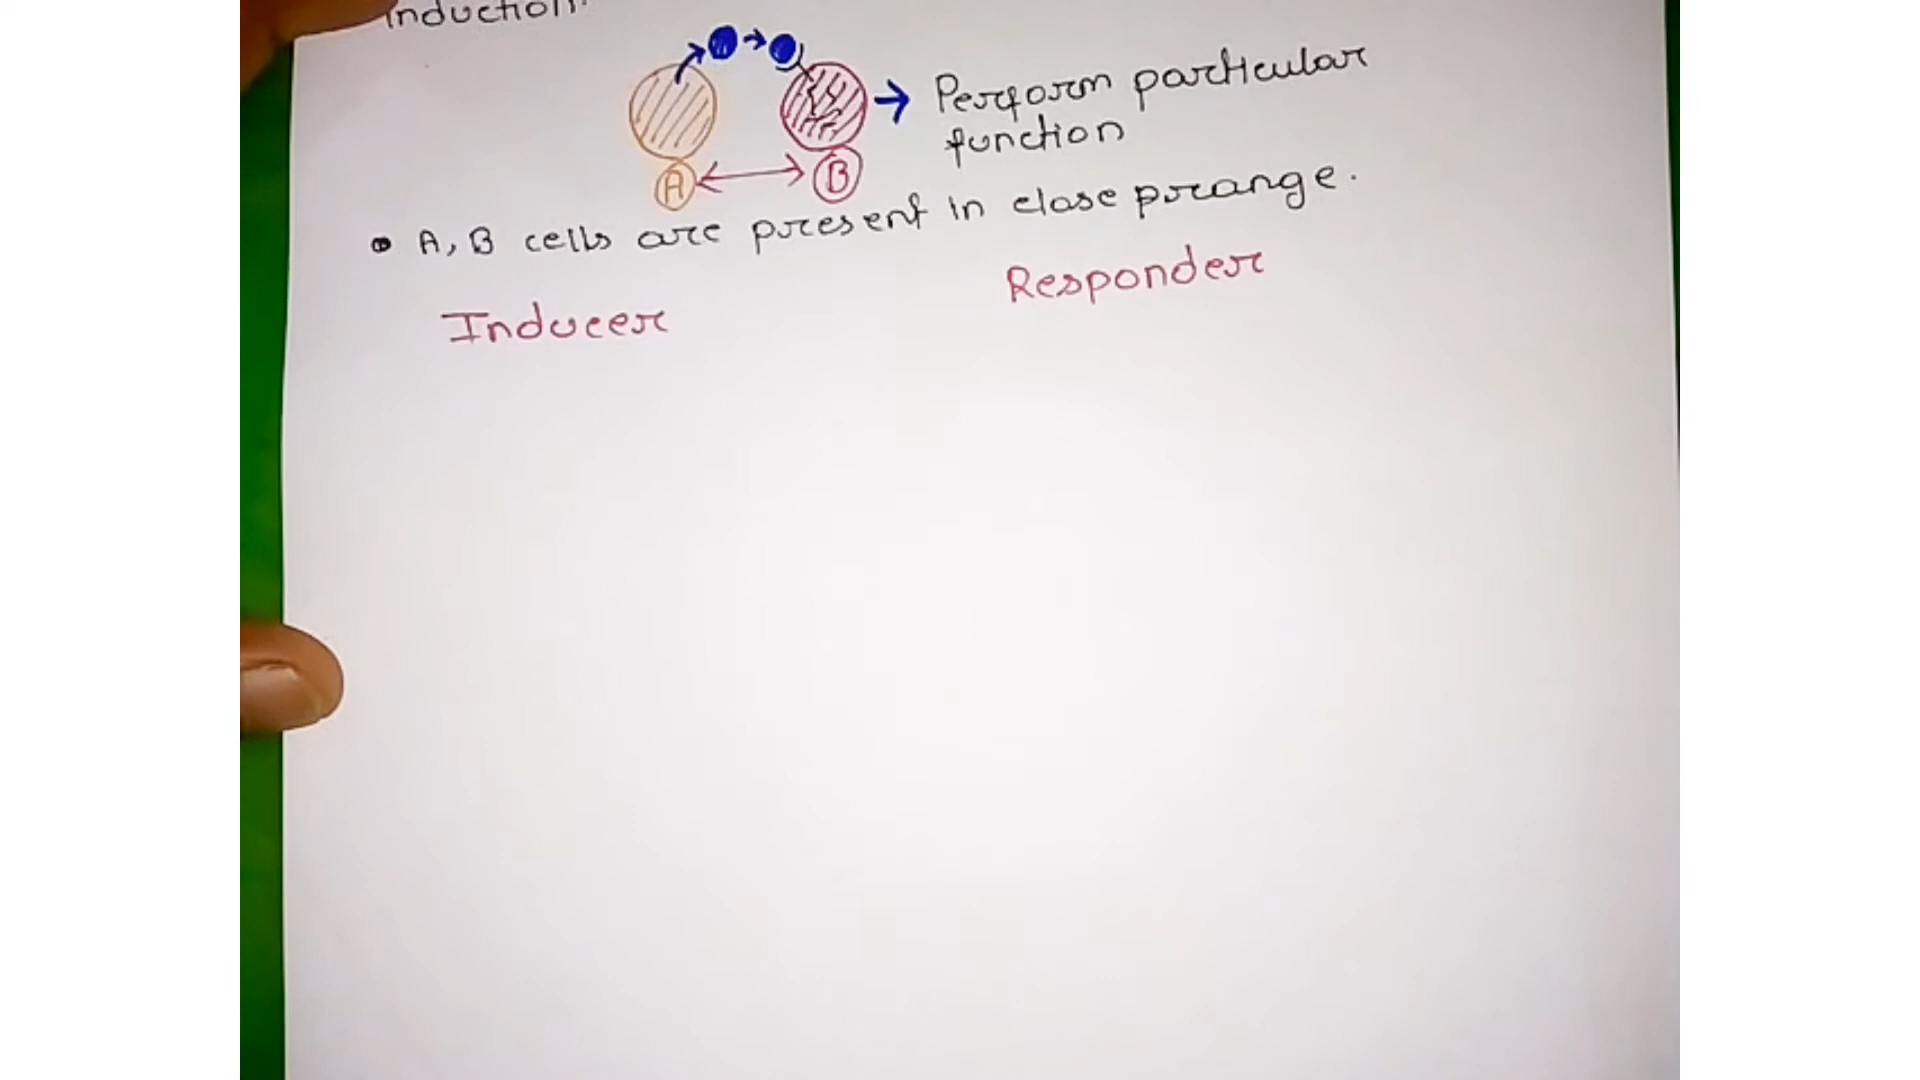 induction.
Perform particular
function
A B
• A, B cells are present in close prange.
Responder
Inducer